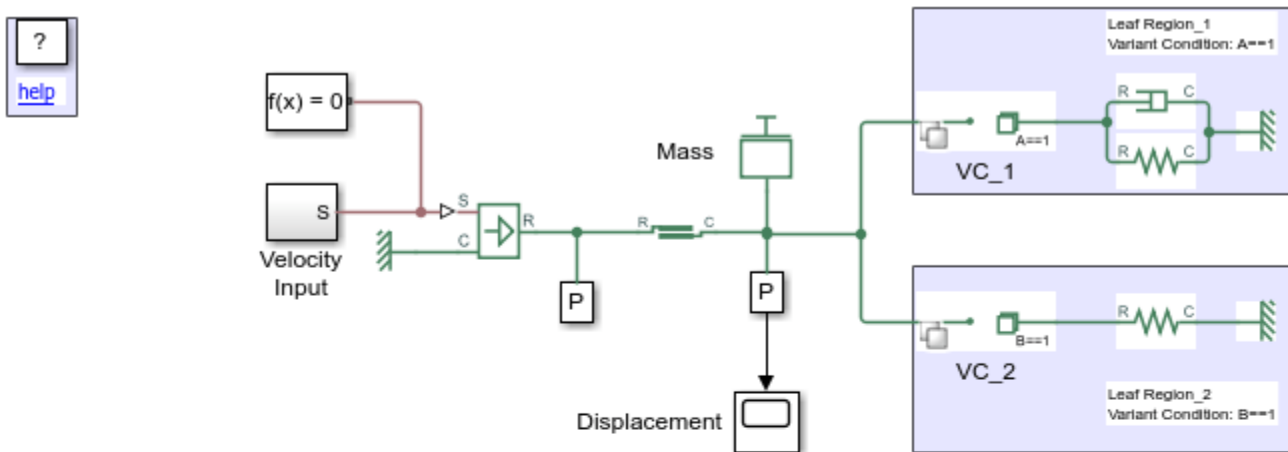 ?
help
f(x) = 0
S
Velocity
Input
S
C
R
P
R
C
Mass
P
Displacement
Leaf Region_1
Variant Condition: A==1
A==1
VC_1
R
C
R
C
B==1
VC_2
R
C
Leaf Region_2
Variant Condition: B==1